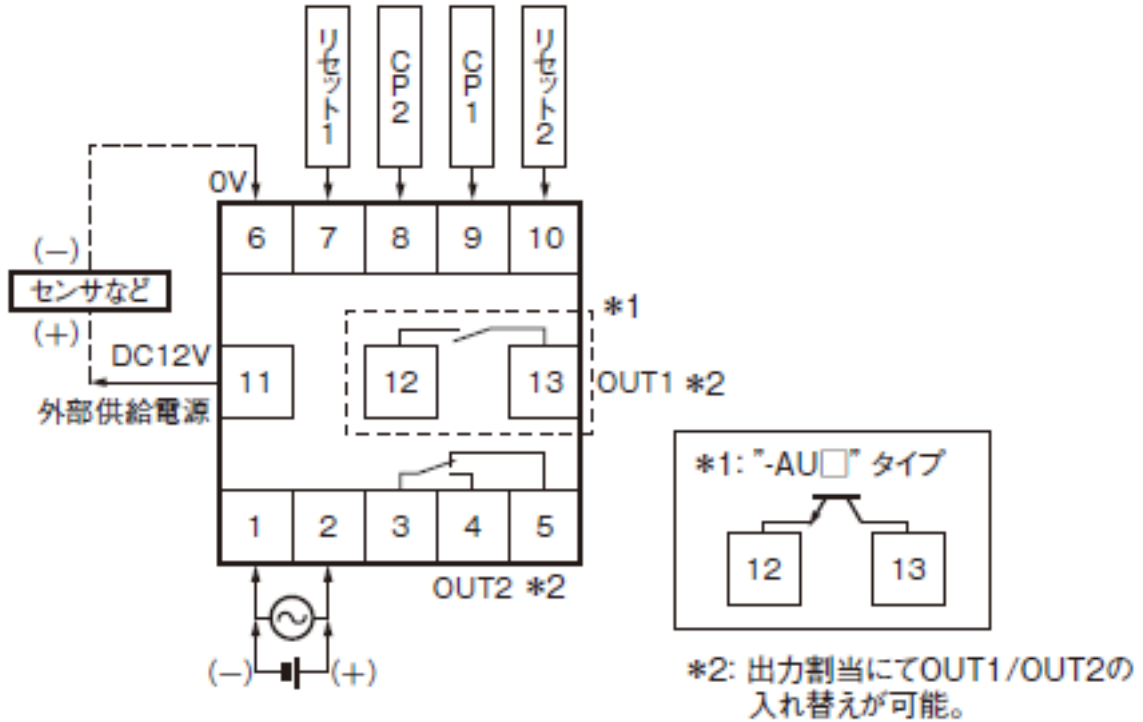 リセット1
CP2
CP1
リセット2
0V
6 7 8 9 10
(−)
センサなど
(+)
DC12V
外部供給電源
11 12 13
*1
OUT1 *2
1 2 3 4 5
OUT2 *2
(−) (+)
*1: ”-AU□” タイプ
12 13
*2: 出力割当にてOUT1/OUT2の
入れ替えが可能。